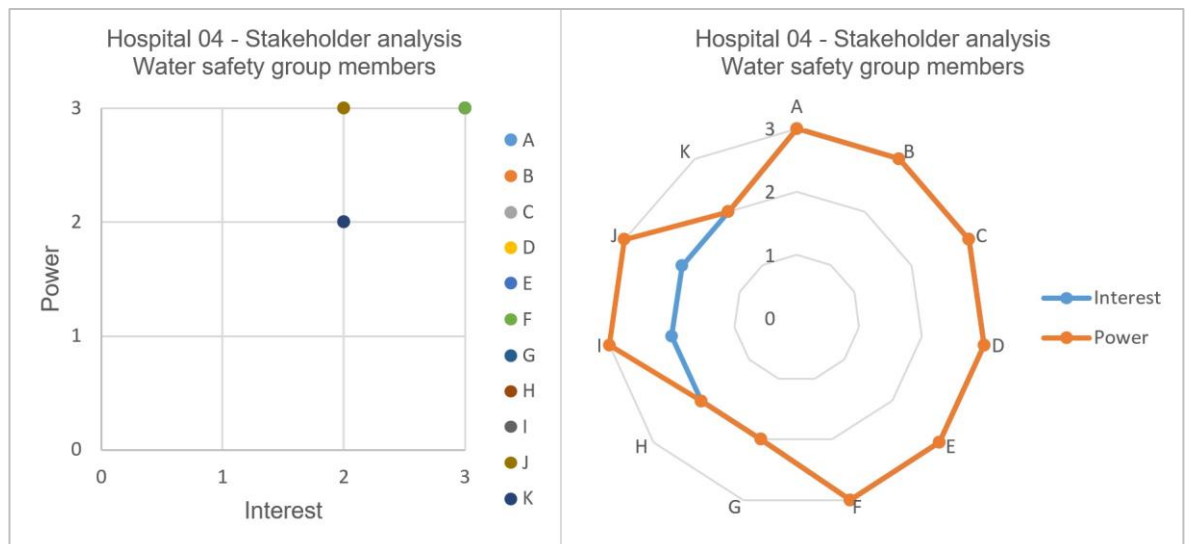 Hospital 04 - Stakeholder analysis
Water safety group members
3
2
1
0
Power
0
1
2
3
Interest
A
B
C
D
E
F
G
H
I
J
K
Hospital 04 - Stakeholder analysis
Water safety group members
A
B
C
D
E
F
G
H
I
J
K
3
2
1
0
Interest
Power